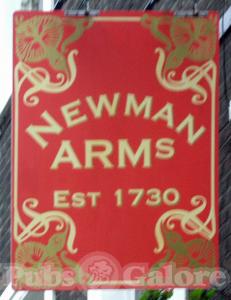 NEWMAN
ARMS
EST 1730
Pubs Galore